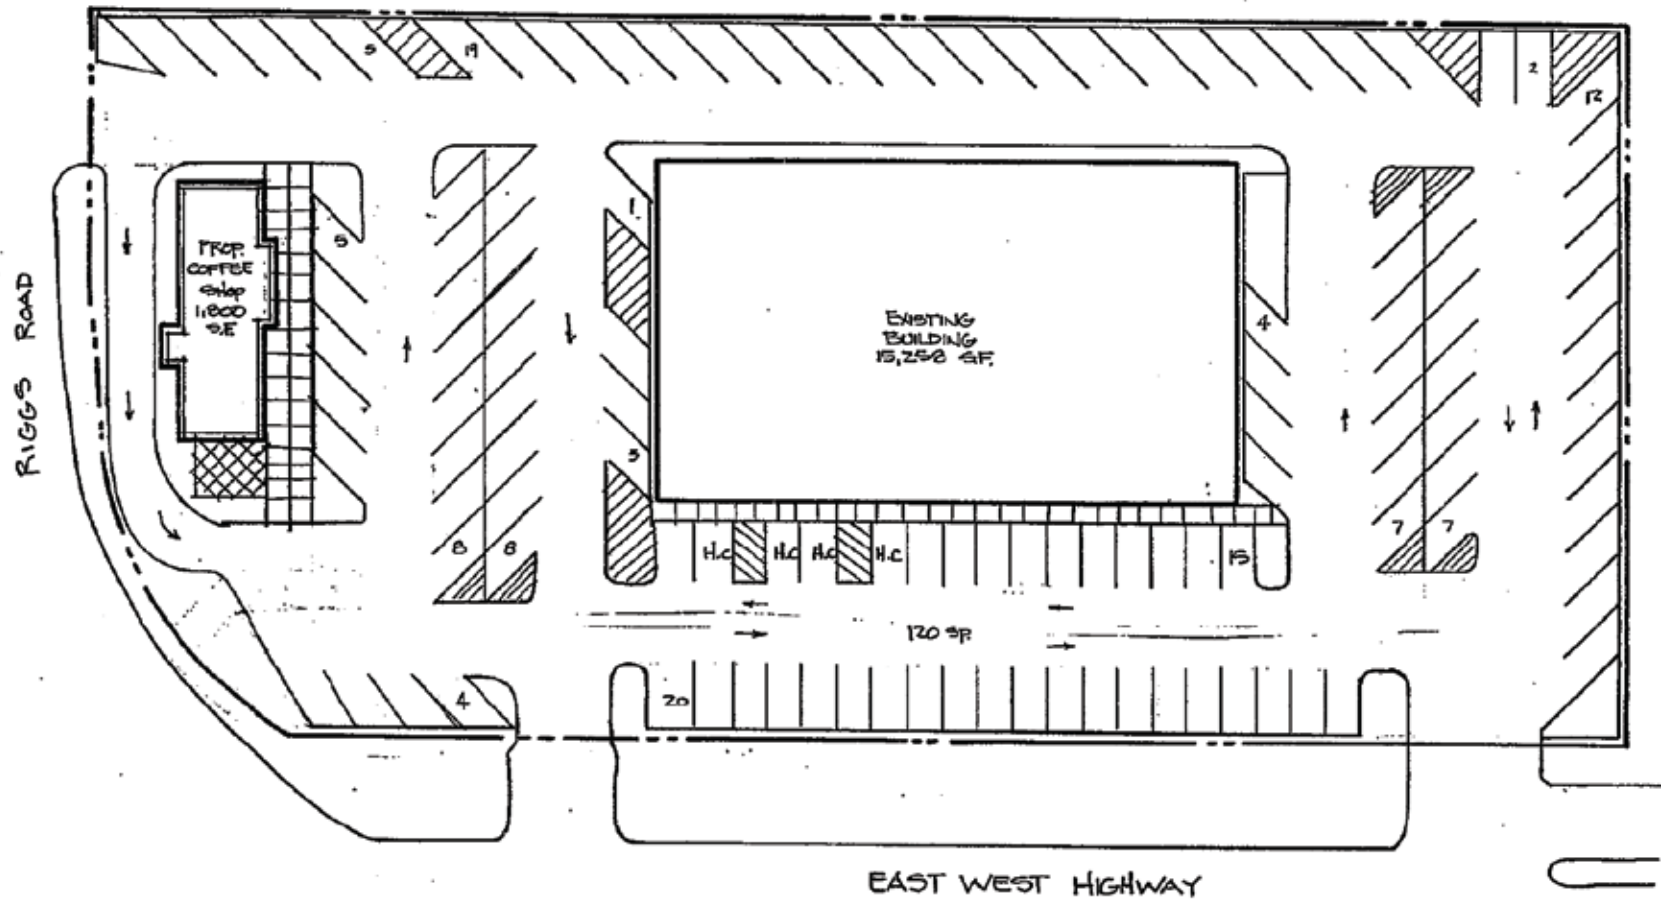 5
19
2
12
RIGGS ROAD
PROP.
COFFEE
SHOP
1,800
S.F.
5
1
EXISTING
BUILDING
15,258 S.F.
4
3
8
8
H.C
H.C
H.C
H.C
15
7
7
120 SP.
4
20
EAST WEST HIGHWAY